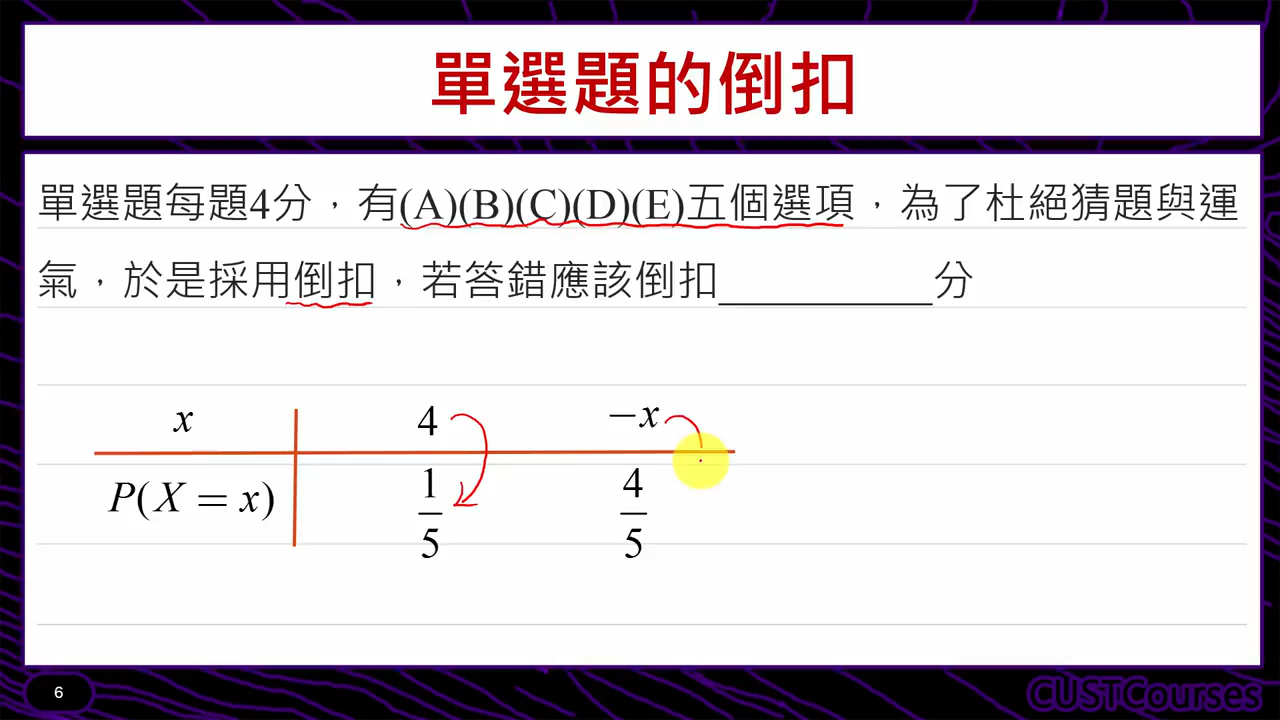 單選題的倒扣
單選題每題4分，有(A)(B)(C)(D)(E)五個選項，為了杜絕猜題與運
氣，於是採用倒扣，若答錯應該倒扣__________分
x 4 −x
P(X = x) 1/5 4/5
6
CUSTCourses